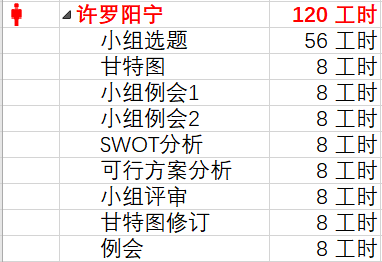 许罗阳宁 120 工时
小组选题 56 工时
甘特图 8 工时
小组例会1 8 工时
小组例会2 8 工时
SWOT分析 8 工时
可行方案分析 8 工时
小组评审 8 工时
甘特图修订 8 工时
例会 8 工时